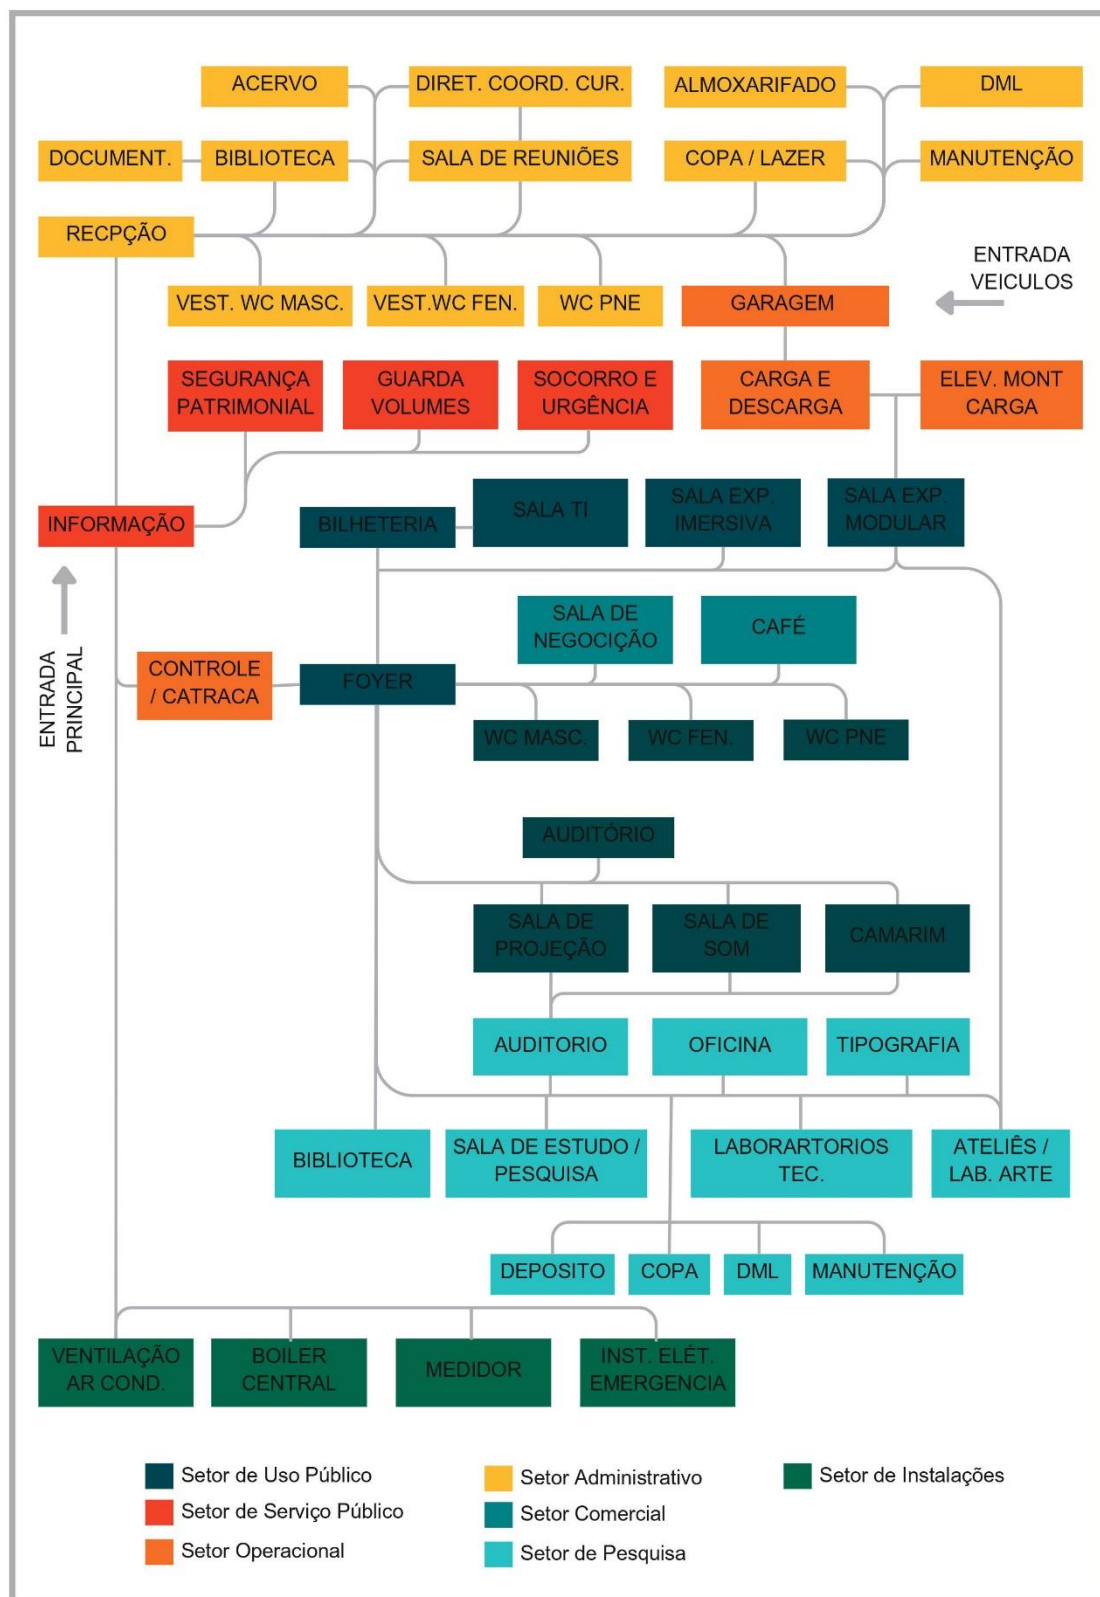 ACERVO
DIRET. COORD. CUR.
ALMOXARIFADO
DML
DOCUMENT.
BIBLIOTECA
SALA DE REUNIÕES
COPA / LAZER
MANUTENÇÃO
RECPÇÃO
ENTRADA
VEICULOS
VEST. WC MASC.
VEST.WC FEN.
WC PNE
GARAGEM
SEGURANÇA
PATRIMONIAL
GUARDA
VOLUMES
SOCORRO E
URGÊNCIA
CARGA E
DESCARGA
ELEV. MONT
CARGA
INFORMAÇÃO
BILHETERIA
SALA TI
SALA EXP.
IMERSIVA
SALA EXP.
MODULAR
ENTRADA
PRINCIPAL
SALA DE
NEGOCIÇÃO
CAFÉ
CONTROLE
/ CATRACA
FOYER
WC MASC.
WC FEN.
WC PNE
AUDITÓRIO
SALA DE
PROJEÇÃO
SALA DE
SOM
CAMARIM
AUDITORIO
OFICINA
TIPOGRAFIA
BIBLIOTECA
SALA DE ESTUDO /
PESQUISA
LABORARTORIOS
TEC.
ATELIÊS /
LAB. ARTE
DEPOSITO
COPA
DML
MANUTENÇÃO
VENTILAÇÃO
AR COND.
BOILER
CENTRAL
MEDIDOR
INST. ELÉT.
EMERGENCIA
Setor de Uso Público
Setor de Serviço Público
Setor Operacional
Setor Administrativo
Setor Comercial
Setor de Pesquisa
Setor de Instalações